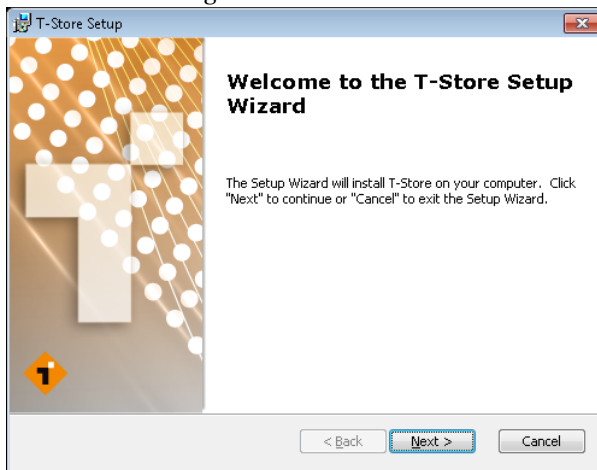 T-Store Setup
Welcome to the T-Store Setup
Wizard
The Setup Wizard will install T-Store on your computer. Click
"Next" to continue or "Cancel" to exit the Setup Wizard.
< Back Next > Cancel